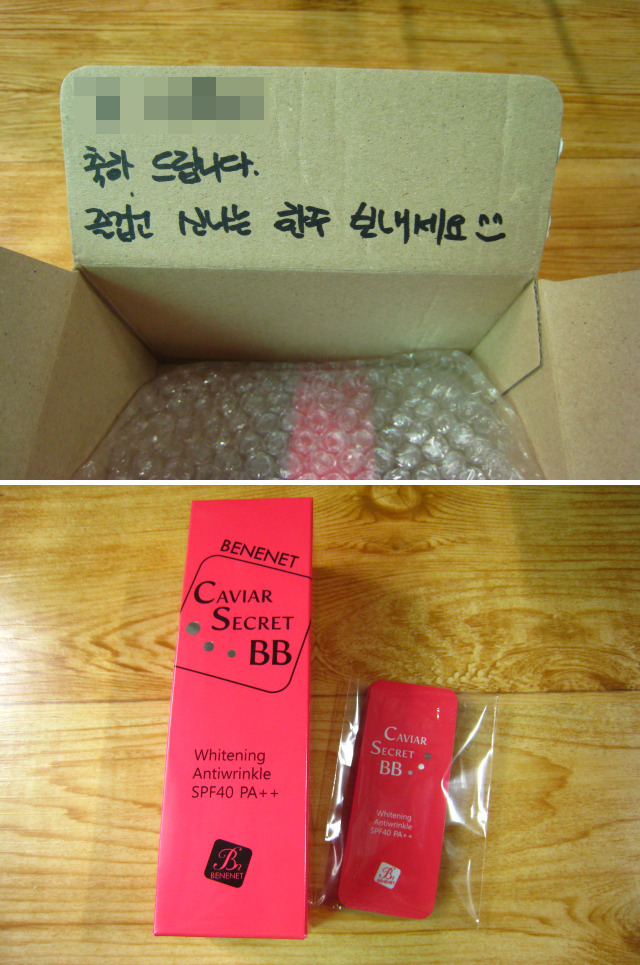 축하 드립니다.
즐겁고 신나는 한주 보내세요
BENENET
CAVIAR
SECRET
BB
Whitening
Antiwrinkle
SPF40 PA++
B
BENENET
CAVIAR
SECRET
BB
Whitening
Antiwrinkle
SPF40 PA++
B
BENENET